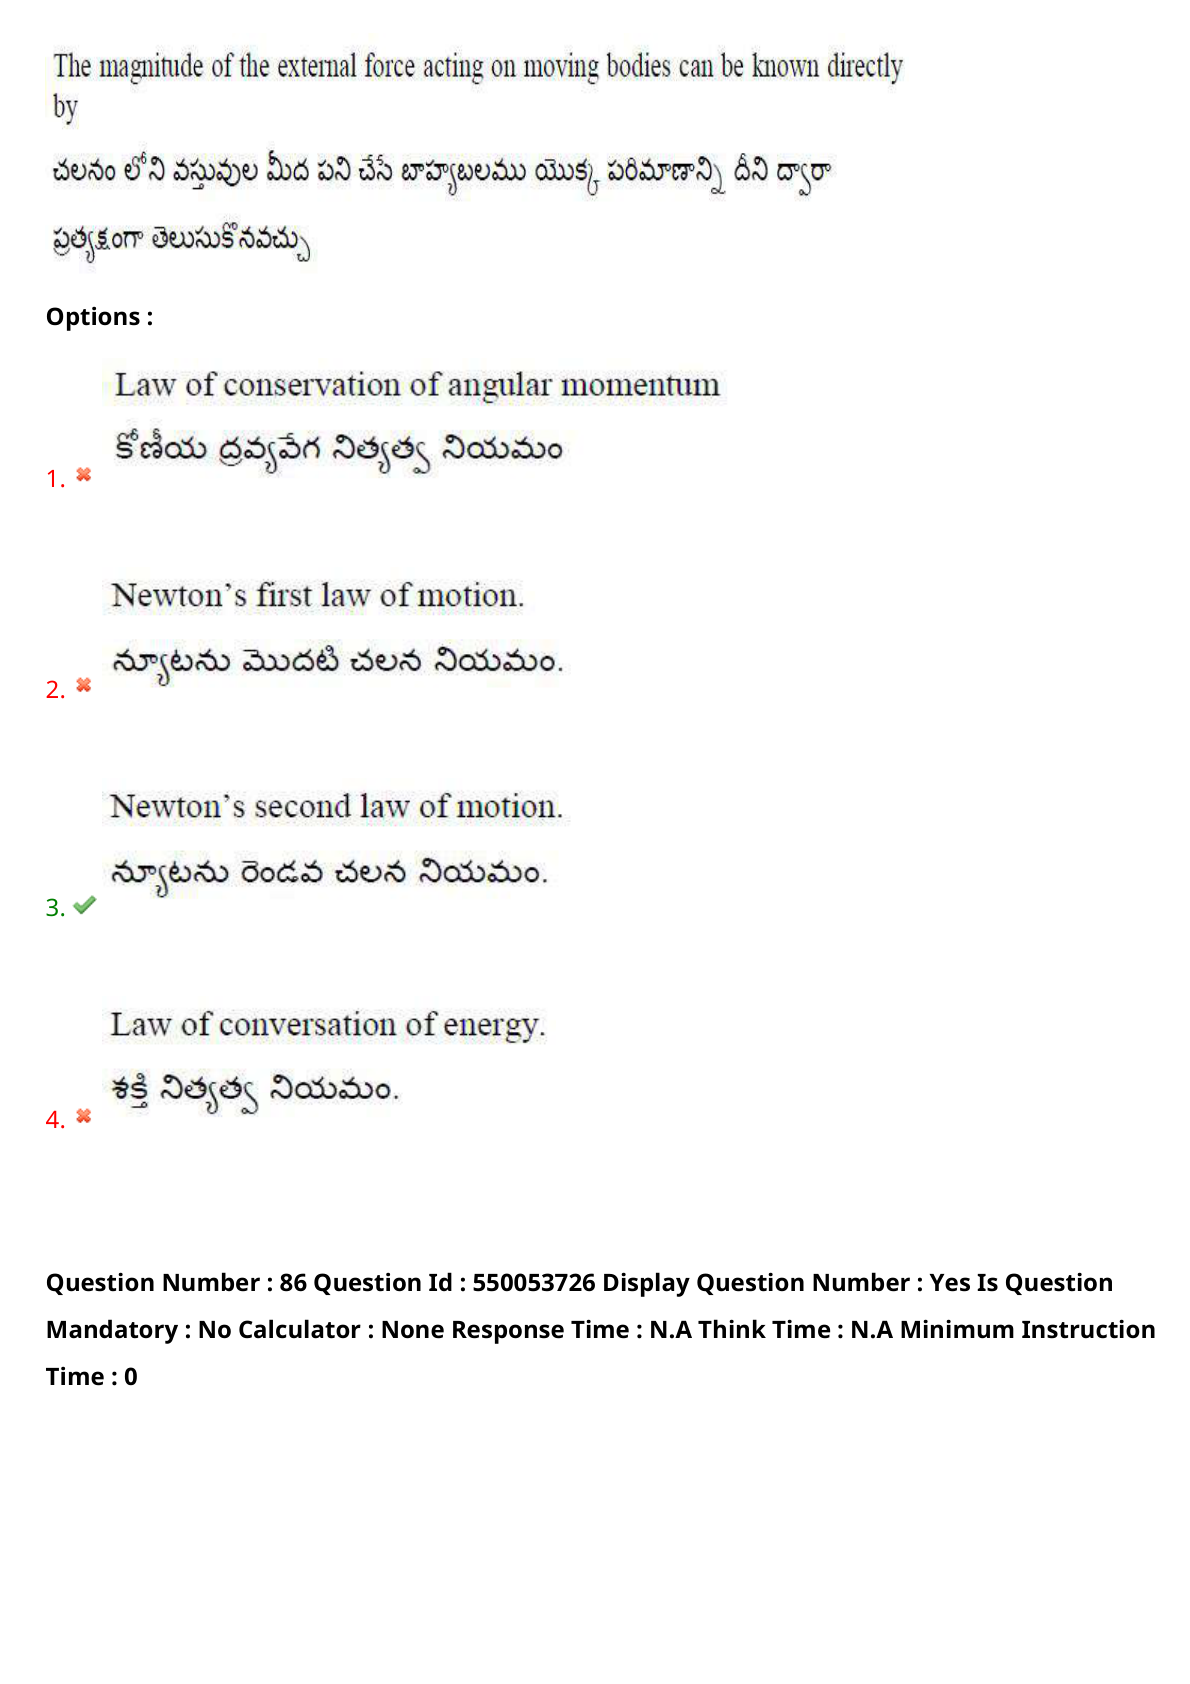 The magnitude of the external force acting on moving bodies can be known directly
by
చలనం లోని వస్తువుల మీద పని చేసే బాహ్యబలము యొక్క పరిమాణాన్ని దీని ద్వారా
ప్రత్యక్షంగా తెలుసుకొనవచ్చు
Options :
Law of conservation of angular momentum
కోణీయ ద్రవ్యవేగ నిత్యత్వ నియమం
1.
Newton’s first law of motion.
న్యూటను మొదటి చలన నియమం.
2.
Newton’s second law of motion.
న్యూటను రెండవ చలన నియమం.
3.
Law of conversation of energy.
శక్తి నిత్యత్వ నియమం.
4.
Question Number : 86 Question Id : 550053726 Display Question Number : Yes Is Question
Mandatory : No Calculator : None Response Time : N.A Think Time : N.A Minimum Instruction
Time : 0